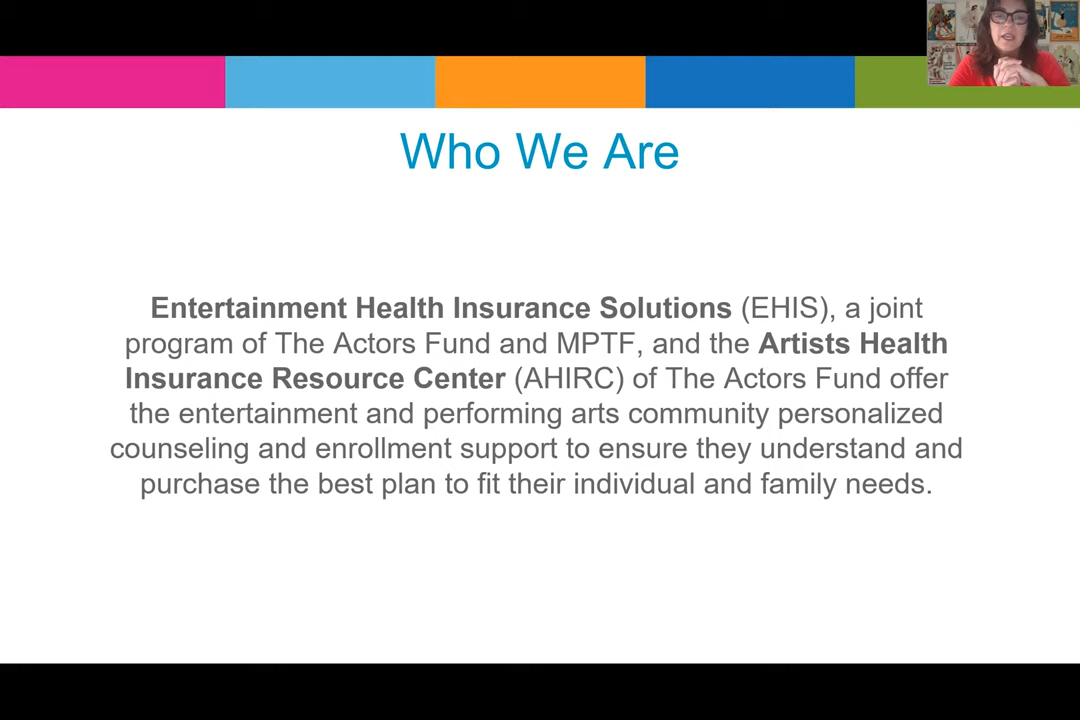 Who We Are
Entertainment Health Insurance Solutions (EHIS), a joint
program of The Actors Fund and MPTF, and the Artists Health
Insurance Resource Center (AHIRC) of The Actors Fund offer
the entertainment and performing arts community personalized
counseling and enrollment support to ensure they understand and
purchase the best plan to fit their individual and family needs.